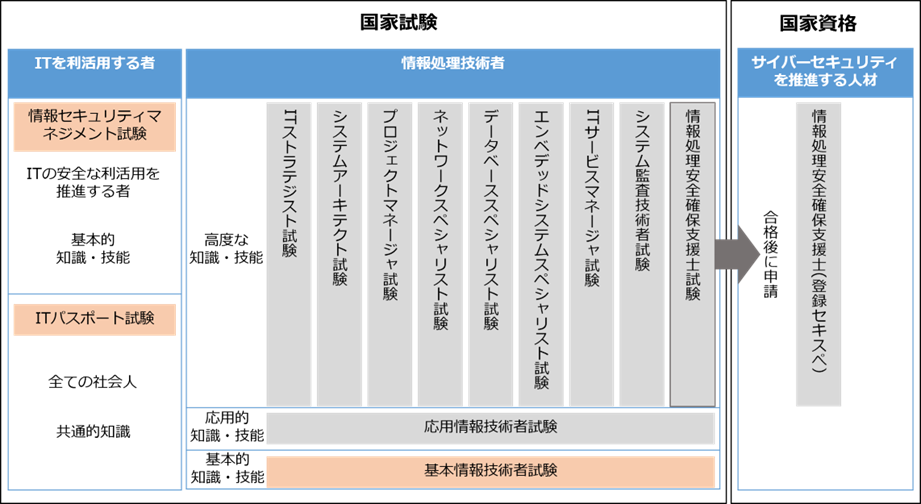 国家試験
国家資格
ITを利活用する者
情報処理技術者
サイバーセキュリティ
を推進する人材
情報セキュリティマ
ネジメント試験
ITの安全な利活用を
推進する者
基本的
知識・技能
ITパスポート試験
全ての社会人
共通的知識
高度な
知識・技能
ITストラテジスト試験
システムアーキテクト試験
プロジェクトマネージャ試験
ネットワークスペシャリスト試験
データベーススペシャリスト試験
エンベデッドシステムスペシャリスト試験
ITサービスマネージャ試験
システム監査技術者試験
情報処理安全確保支援士試験
応用的
知識・技能
応用情報技術者試験
基本的
知識・技能
基本情報技術者試験
合格後に申請
情報処理安全確保支援士(登録セキスペ)